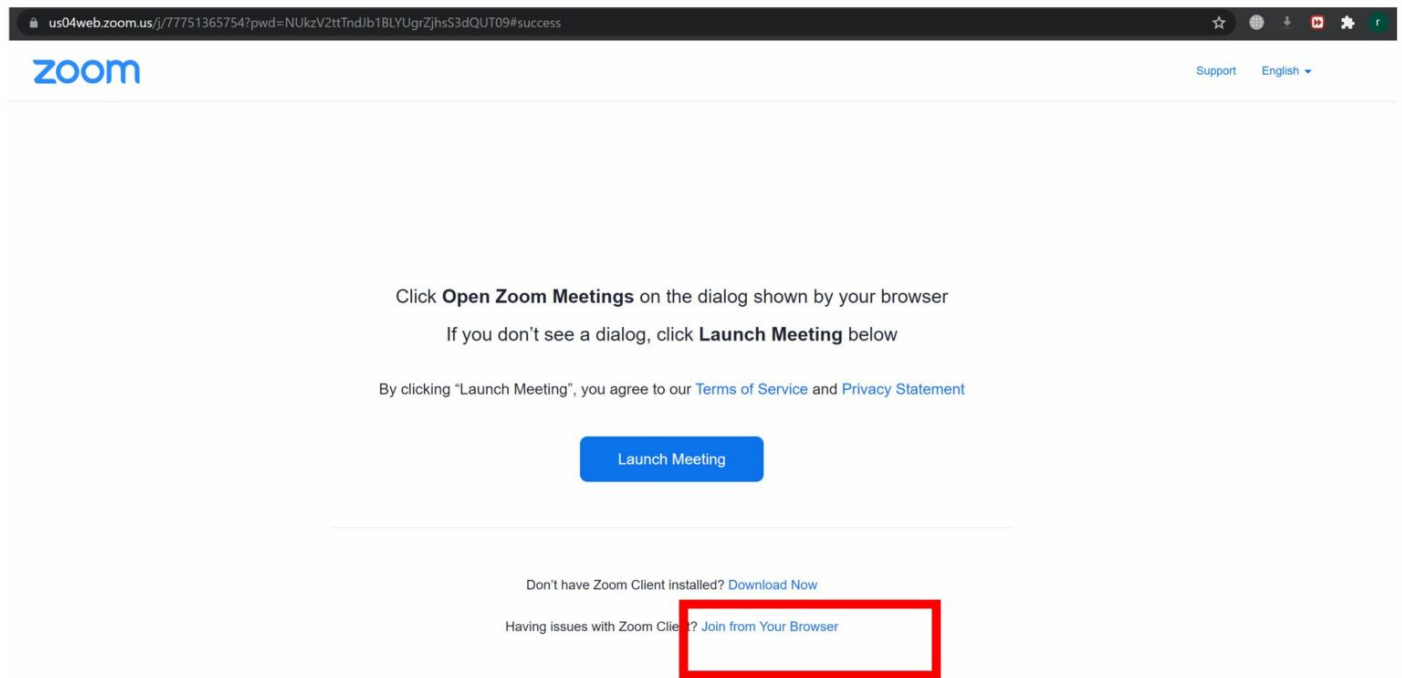 us04web.zoom.us/j/77751365754?pwd=NUkzV2ttTndJb1BLYUgrZjhsS3dQUT09#success
r
zoom
Support English
Click Open Zoom Meetings on the dialog shown by your browser
If you don’t see a dialog, click Launch Meeting below
By clicking “Launch Meeting”, you agree to our Terms of Service and Privacy Statement
Launch Meeting
Don’t have Zoom Client installed? Download Now
Having issues with Zoom Client? Join from Your Browser